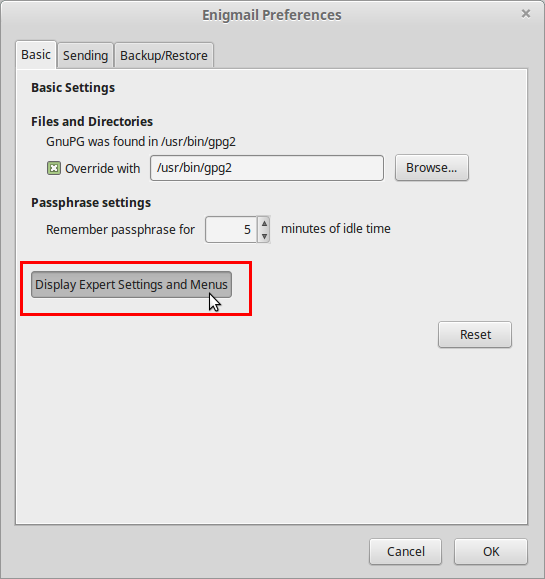 Enigmail Preferences
Basic
Sending
Backup/Restore
Basic Settings
Files and Directories
GnuPG was found in /usr/bin/gpg2
Override with
/usr/bin/gpg2
Browse...
Passphrase settings
Remember passphrase for
5
minutes of idle time
Display Expert Settings and Menus
Reset
Cancel
OK